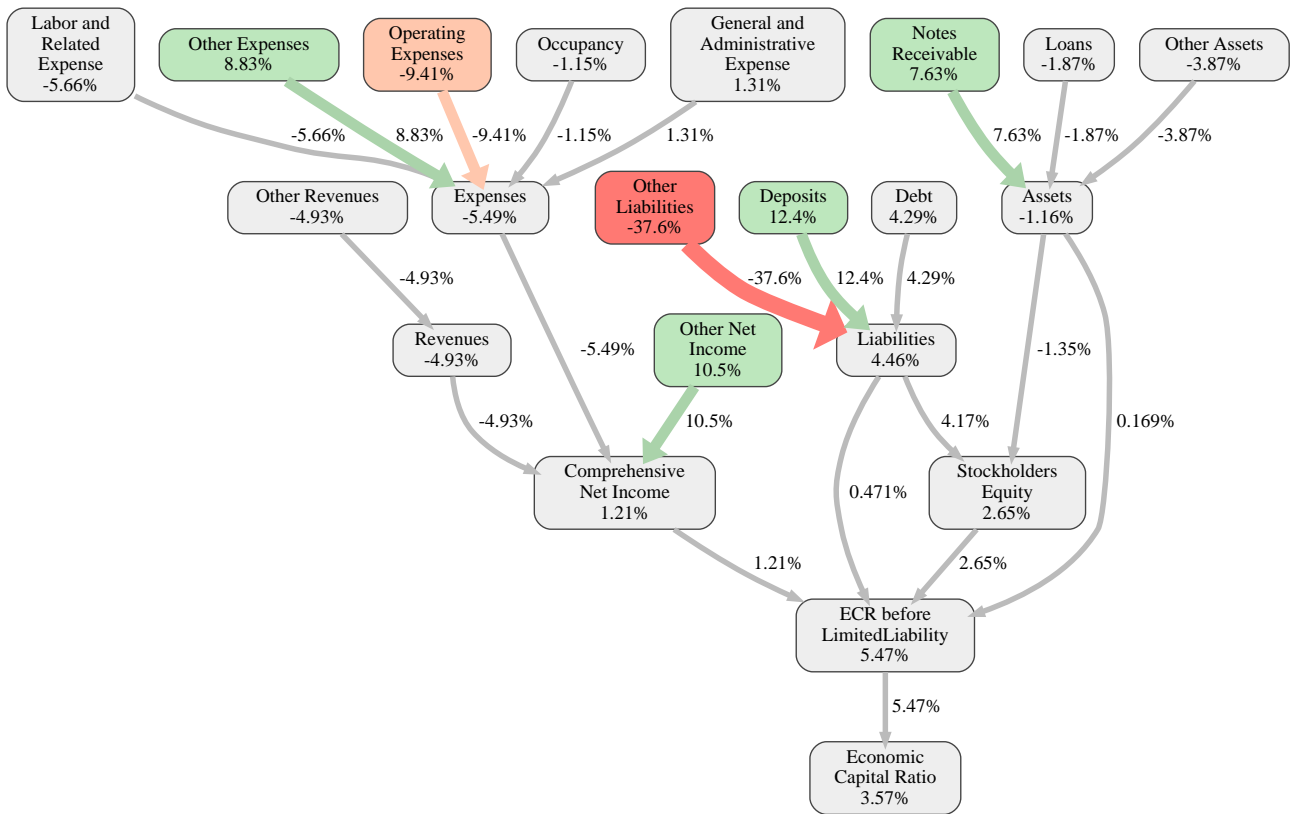 Labor and
Related
Expense
-5.66%
Other Expenses
8.83%
Operating
Expenses
-9.41%
Occupancy
-1.15%
General and
Administrative
Expense
1.31%
Notes
Receivable
7.63%
Loans
-1.87%
Other Assets
-3.87%
-5.66%
8.83%
-9.41%
-1.15%
1.31%
7.63%
-1.87%
-3.87%
Other Revenues
-4.93%
Expenses
-5.49%
Other
Liabilities
-37.6%
Deposits
12.4%
Debt
4.29%
Assets
-1.16%
-4.93%
-37.6%
12.4%
4.29%
Revenues
-4.93%
-5.49%
Other Net
Income
10.5%
Liabilities
4.46%
-1.35%
-4.93%
10.5%
4.17%
0.169%
Comprehensive
Net Income
1.21%
0.471%
Stockholders
Equity
2.65%
1.21%
2.65%
ECR before
LimitedLiability
5.47%
5.47%
Economic
Capital Ratio
3.57%